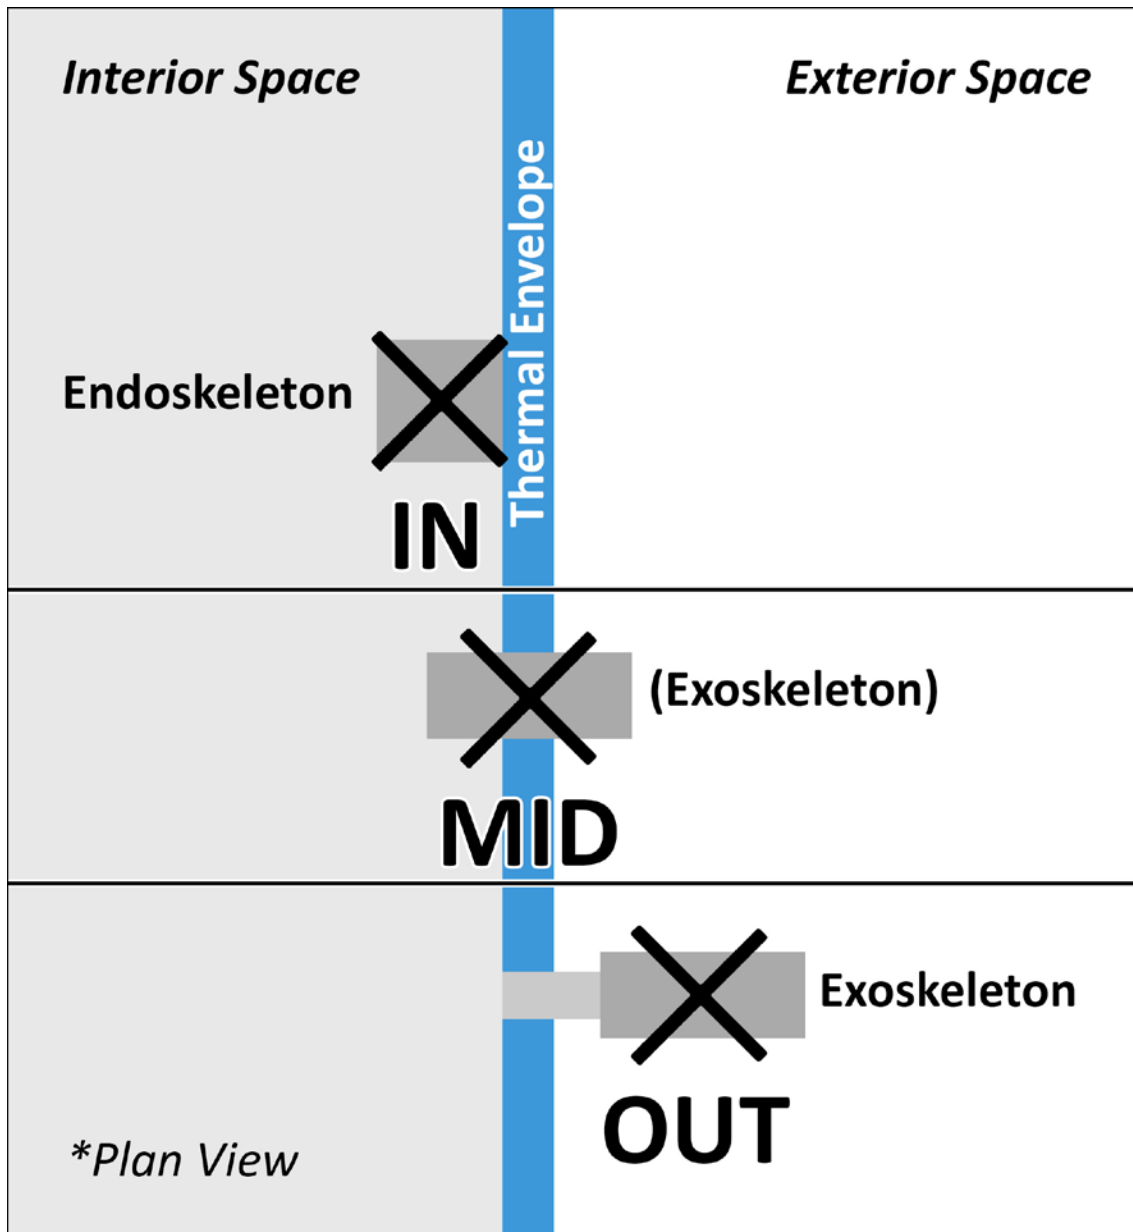 Interior Space
Exterior Space
Thermal Envelope
Endoskeleton
IN
(Exoskeleton)
MID
Exoskeleton
OUT
*Plan View